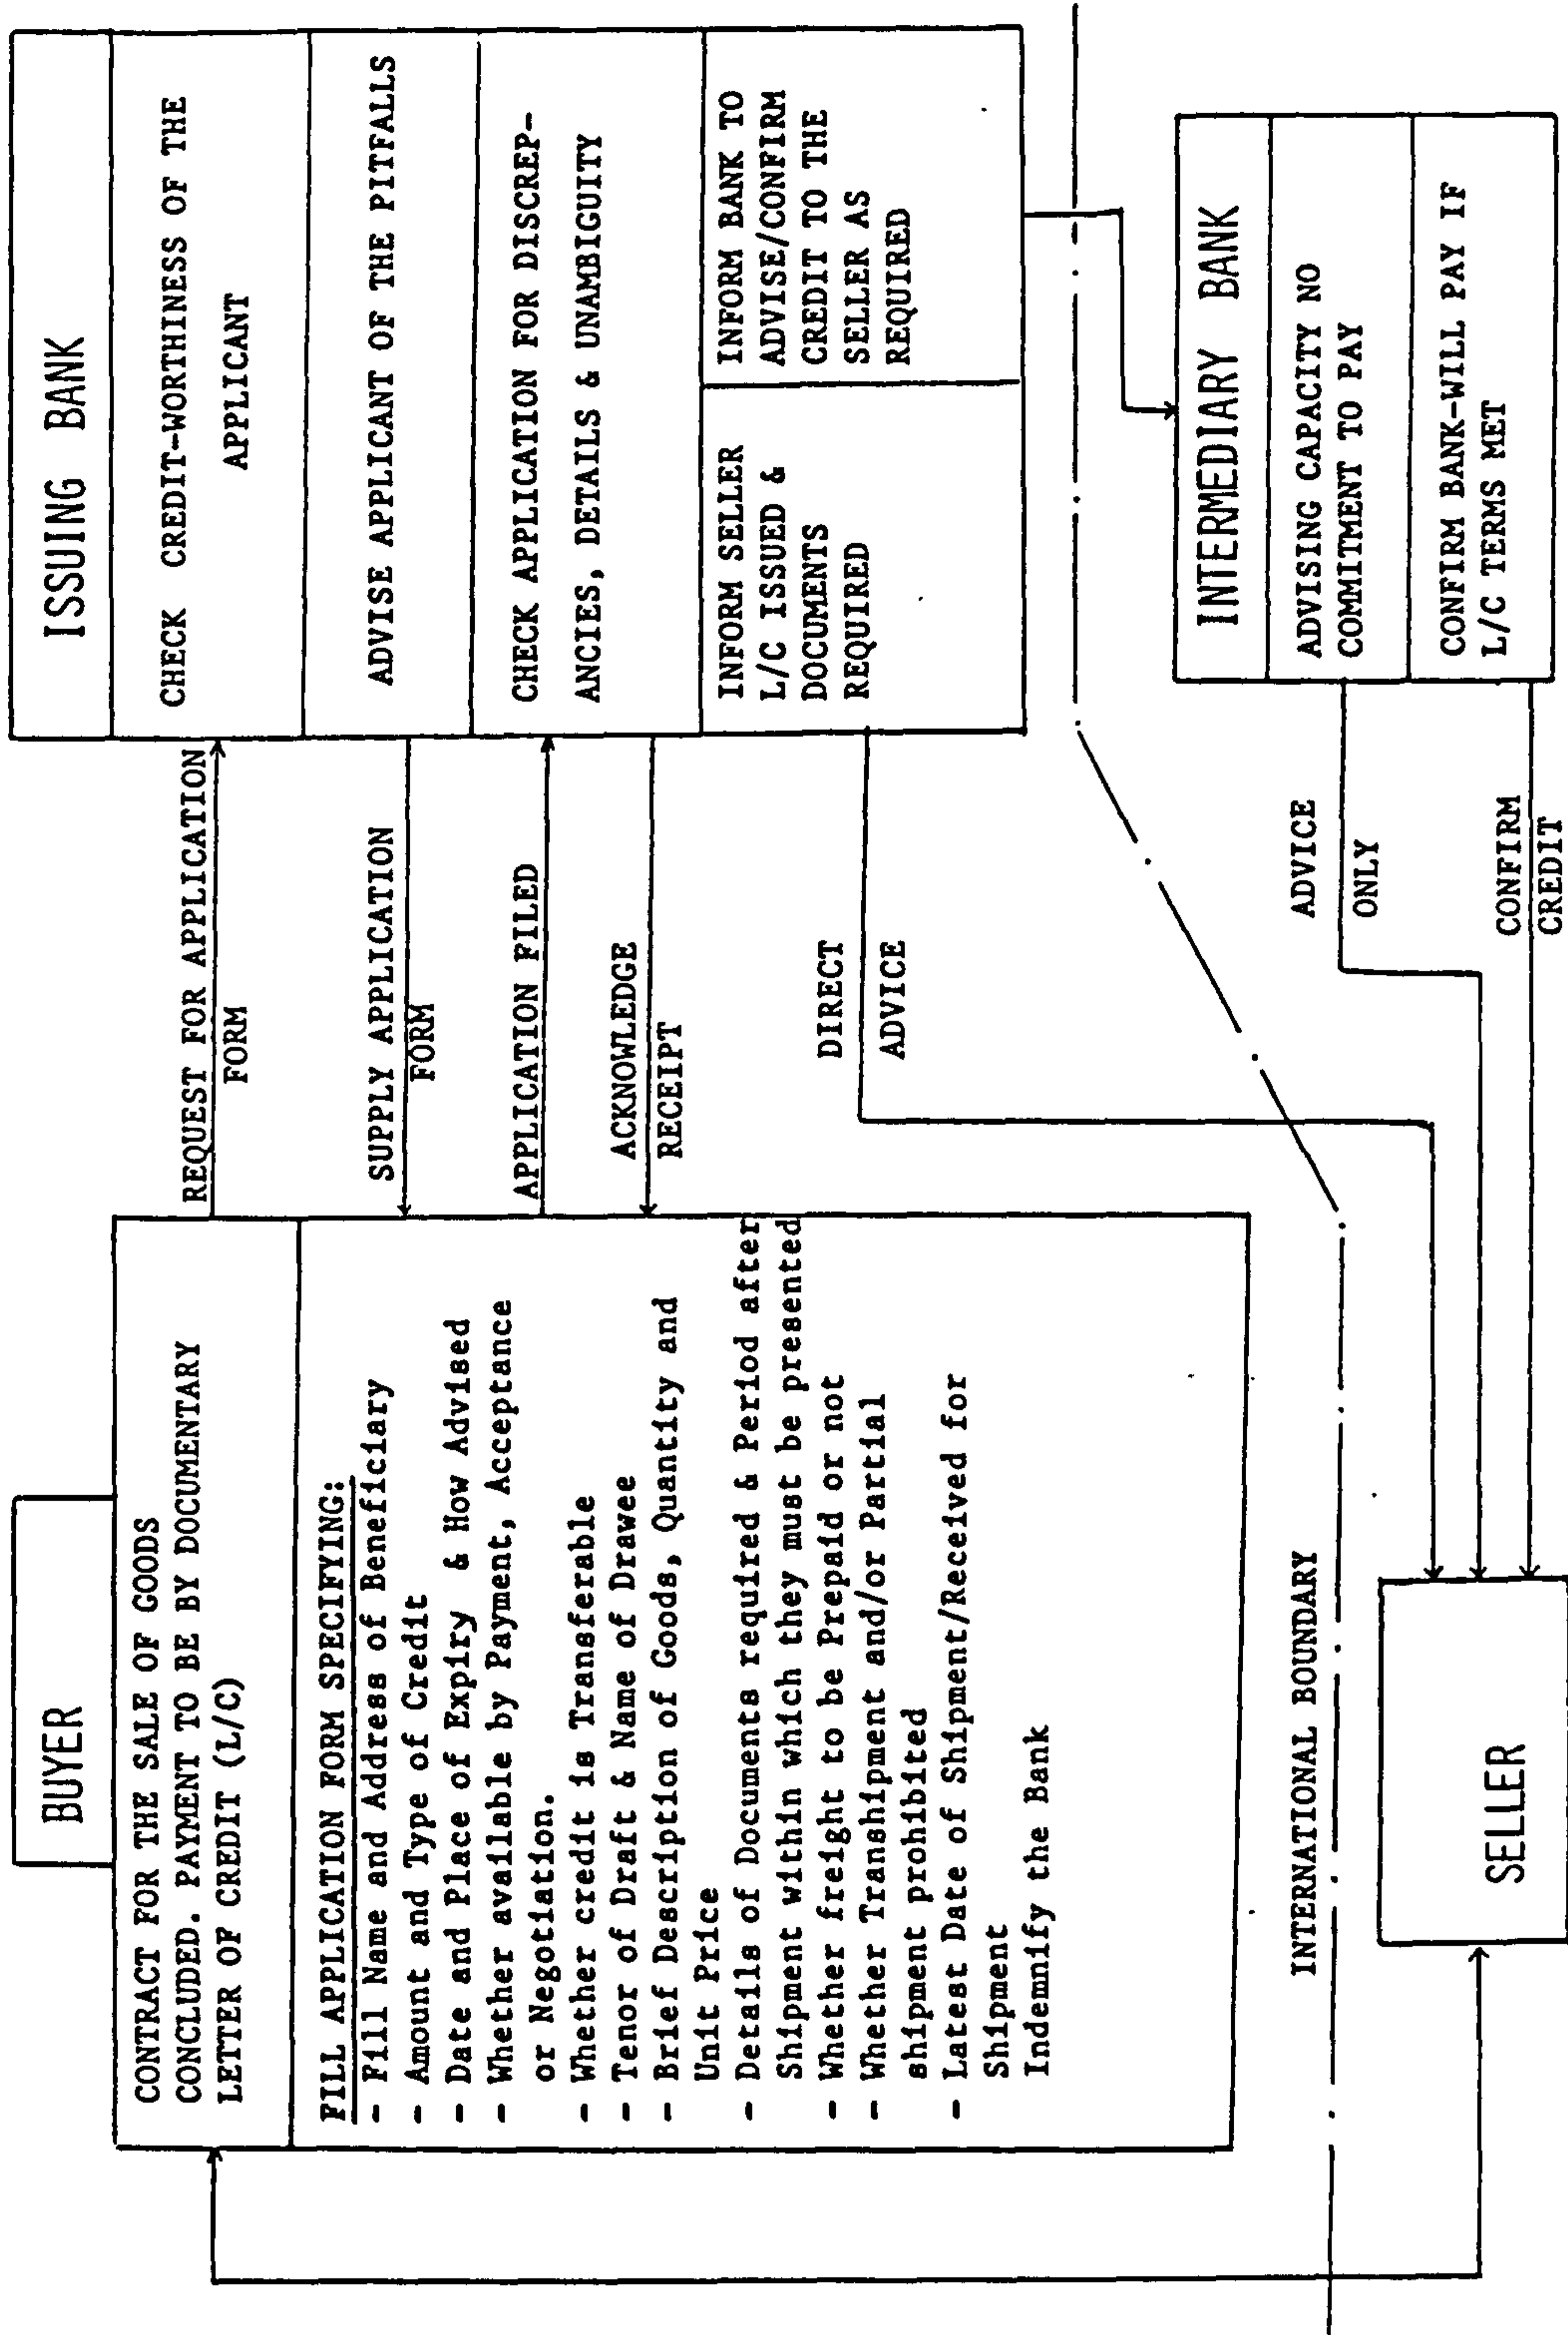 BUYER
CONTRACT FOR THE SALE OF GOODS
CONCLUDED. PAYMENT TO BE BY DOCUMENTARY
LETTER OF CREDIT (L/C)
FILL APPLICATION FORM SPECIFYING:
- Fill Name and Address of Beneficiary
- Amount and Type of Credit
- Date and Place of Expiry & How Advised
- Whether available by Payment, Acceptance
or Negotiation.
- Whether credit is Transferable
- Tenor of Draft & Name of Drawee
- Brief Description of Goods, Quantity and
Unit Price
- Details of Documents required & Period after
Shipment within which they must be presented
- Whether freight to be Prepaid or not
- Whether Transhipment and/or Partial
shipment prohibited
- Latest Date of Shipment/Received for
Shipment
Indemnify the Bank
REQUEST FOR APPLICATION
FORM
SUPPLY APPLICATION
FORM
APPLICATION FILED
ACKNOWLEDGE
RECEIPT
DIRECT
ADVICE
ISSUING BANK
CHECK CREDIT-WORTHINESS OF THE
APPLICANT
ADVISE APPLICANT OF THE PITFALLS
CHECK APPLICATION FOR DISCREP-
ANCIES, DETAILS & UNAMBIGUITY
INFORM SELLER
L/C ISSUED &
DOCUMENTS
REQUIRED
INFORM BANK TO
ADVISE/CONFIRM
CREDIT TO THE
SELLER AS
REQUIRED
INTERNATIONAL BOUNDARY
SELLER
ADVICE
ONLY
CONFIRM
CREDIT
INTERMEDIARY BANK
ADVISING CAPACITY NO
COMMITMENT TO PAY
CONFIRM BANK-WILL PAY IF
L/C TERMS MET